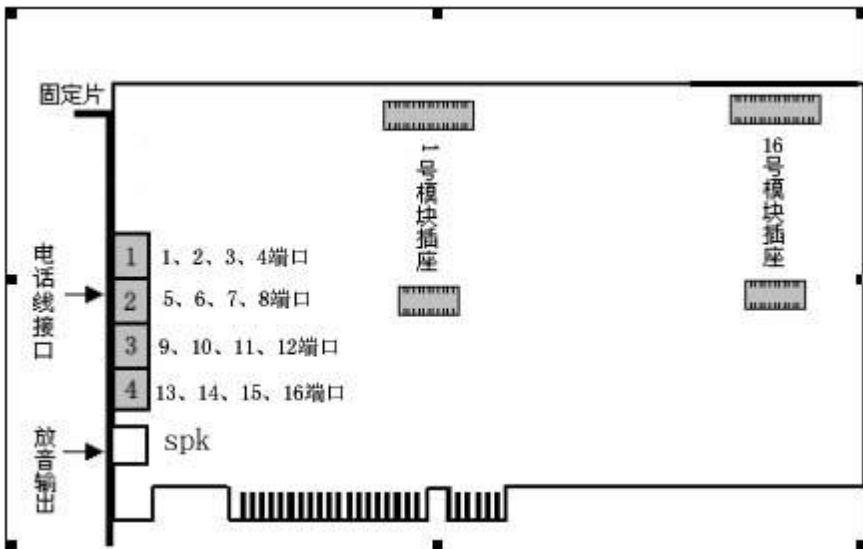 固定片
1号模块插座
16号模块插座
电话线接口
1
1、2、3、4端口
2
5、6、7、8端口
3
9、10、11、12端口
4
13、14、15、16端口
放音输出
spk